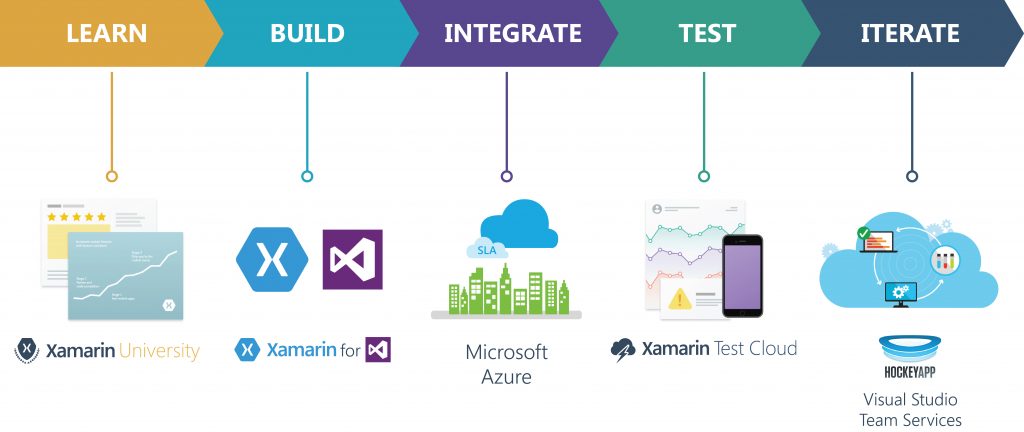 LEARN
BUILD
INTEGRATE
TEST
ITERATE
SLA
Xamarin University
Xamarin for
Microsoft
Azure
Xamarin Test Cloud
HOCKEYAPP
Visual Studio
Team Services